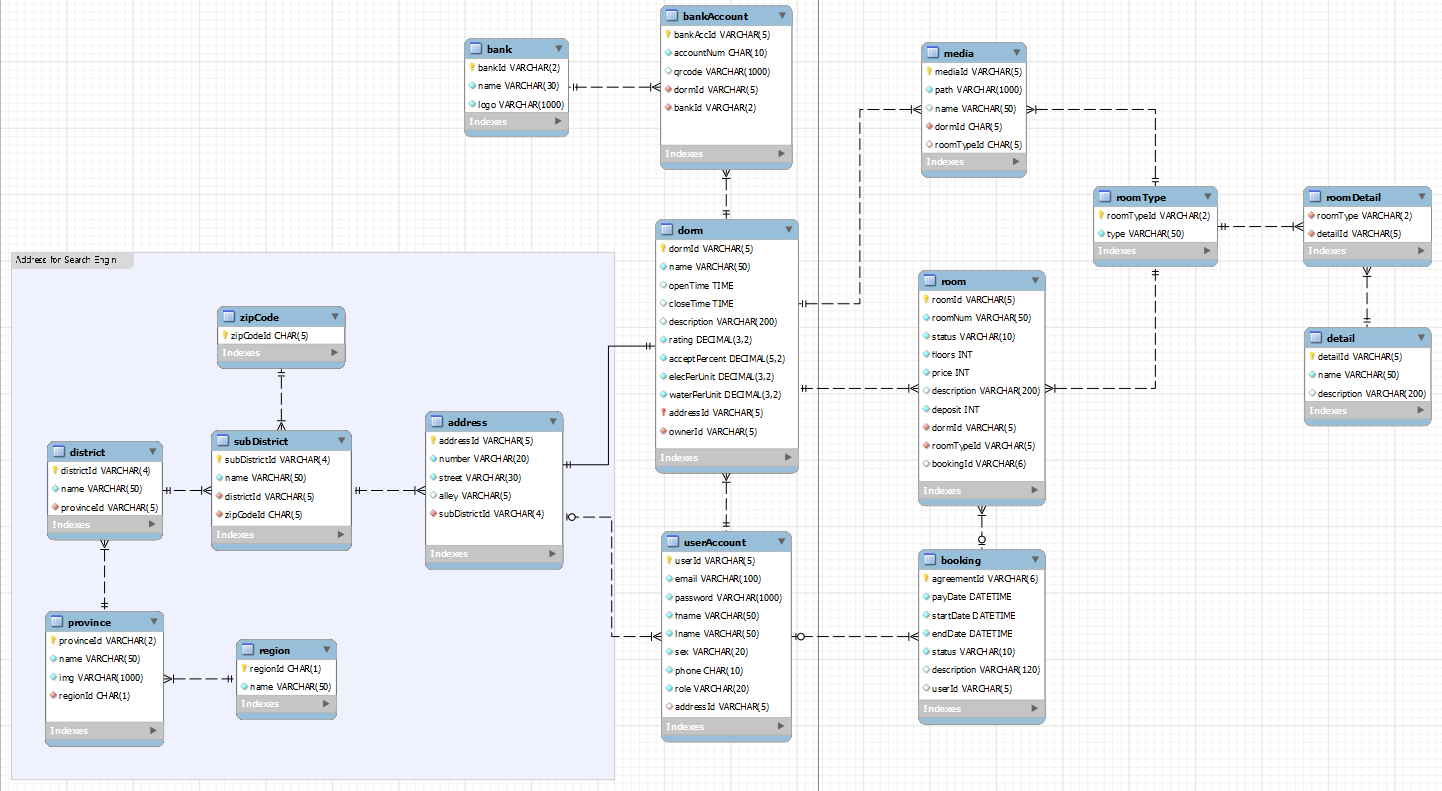 bankAccount
bankAccId VARCHAR(5)
accountNum CHAR(10)
qrcode VARCHAR(1000)
dormId VARCHAR(5)
bankId VARCHAR(2)
Indexes
bank
bankId VARCHAR(2)
name VARCHAR(30)
logo VARCHAR(1000)
Indexes
media
mediaId VARCHAR(5)
path VARCHAR(1000)
name VARCHAR(50)
dormId CHAR(5)
roomTypeId CHAR(5)
Indexes
roomType
roomTypeId VARCHAR(2)
type VARCHAR(50)
Indexes
roomDetail
roomType VARCHAR(2)
detailId VARCHAR(5)
Indexes
dorm
dormId VARCHAR(5)
name VARCHAR(50)
openTime TIME
closeTime TIME
description VARCHAR(200)
rating DECIMAL(3,2)
acceptPercent DECIMAL(5,2)
elecPerUnit DECIMAL(3,2)
waterPerUnit DECIMAL(3,2)
addressId VARCHAR(5)
ownerId VARCHAR(5)
Indexes
Address for Search Engin
room
roomId VARCHAR(5)
roomNum VARCHAR(50)
status VARCHAR(10)
floors INT
price INT
description VARCHAR(200)
deposit INT
dormId VARCHAR(5)
roomTypeId VARCHAR(5)
bookingId VARCHAR(6)
Indexes
zipCode
zipCodeId CHAR(5)
Indexes
detail
detailId VARCHAR(5)
name VARCHAR(50)
description VARCHAR(200)
Indexes
address
addressId VARCHAR(5)
number VARCHAR(20)
street VARCHAR(30)
alley VARCHAR(5)
subDistrictId VARCHAR(4)
Indexes
subDistrict
subDistrictId VARCHAR(4)
name VARCHAR(50)
districtId VARCHAR(5)
zipCodeId CHAR(5)
Indexes
district
districtId VARCHAR(4)
name VARCHAR(50)
provinceId VARCHAR(5)
Indexes
userAccount
userId VARCHAR(5)
email VARCHAR(100)
password VARCHAR(1000)
fname VARCHAR(50)
lname VARCHAR(50)
sex VARCHAR(20)
phone CHAR(10)
role VARCHAR(20)
addressId VARCHAR(5)
Indexes
booking
agreementId VARCHAR(6)
payDate DATETIME
startDate DATETIME
endDate DATETIME
status VARCHAR(10)
description VARCHAR(120)
userId VARCHAR(5)
Indexes
province
provinceId VARCHAR(2)
name VARCHAR(50)
img VARCHAR(1000)
regionId CHAR(1)
Indexes
region
regionId CHAR(1)
name VARCHAR(50)
Indexes